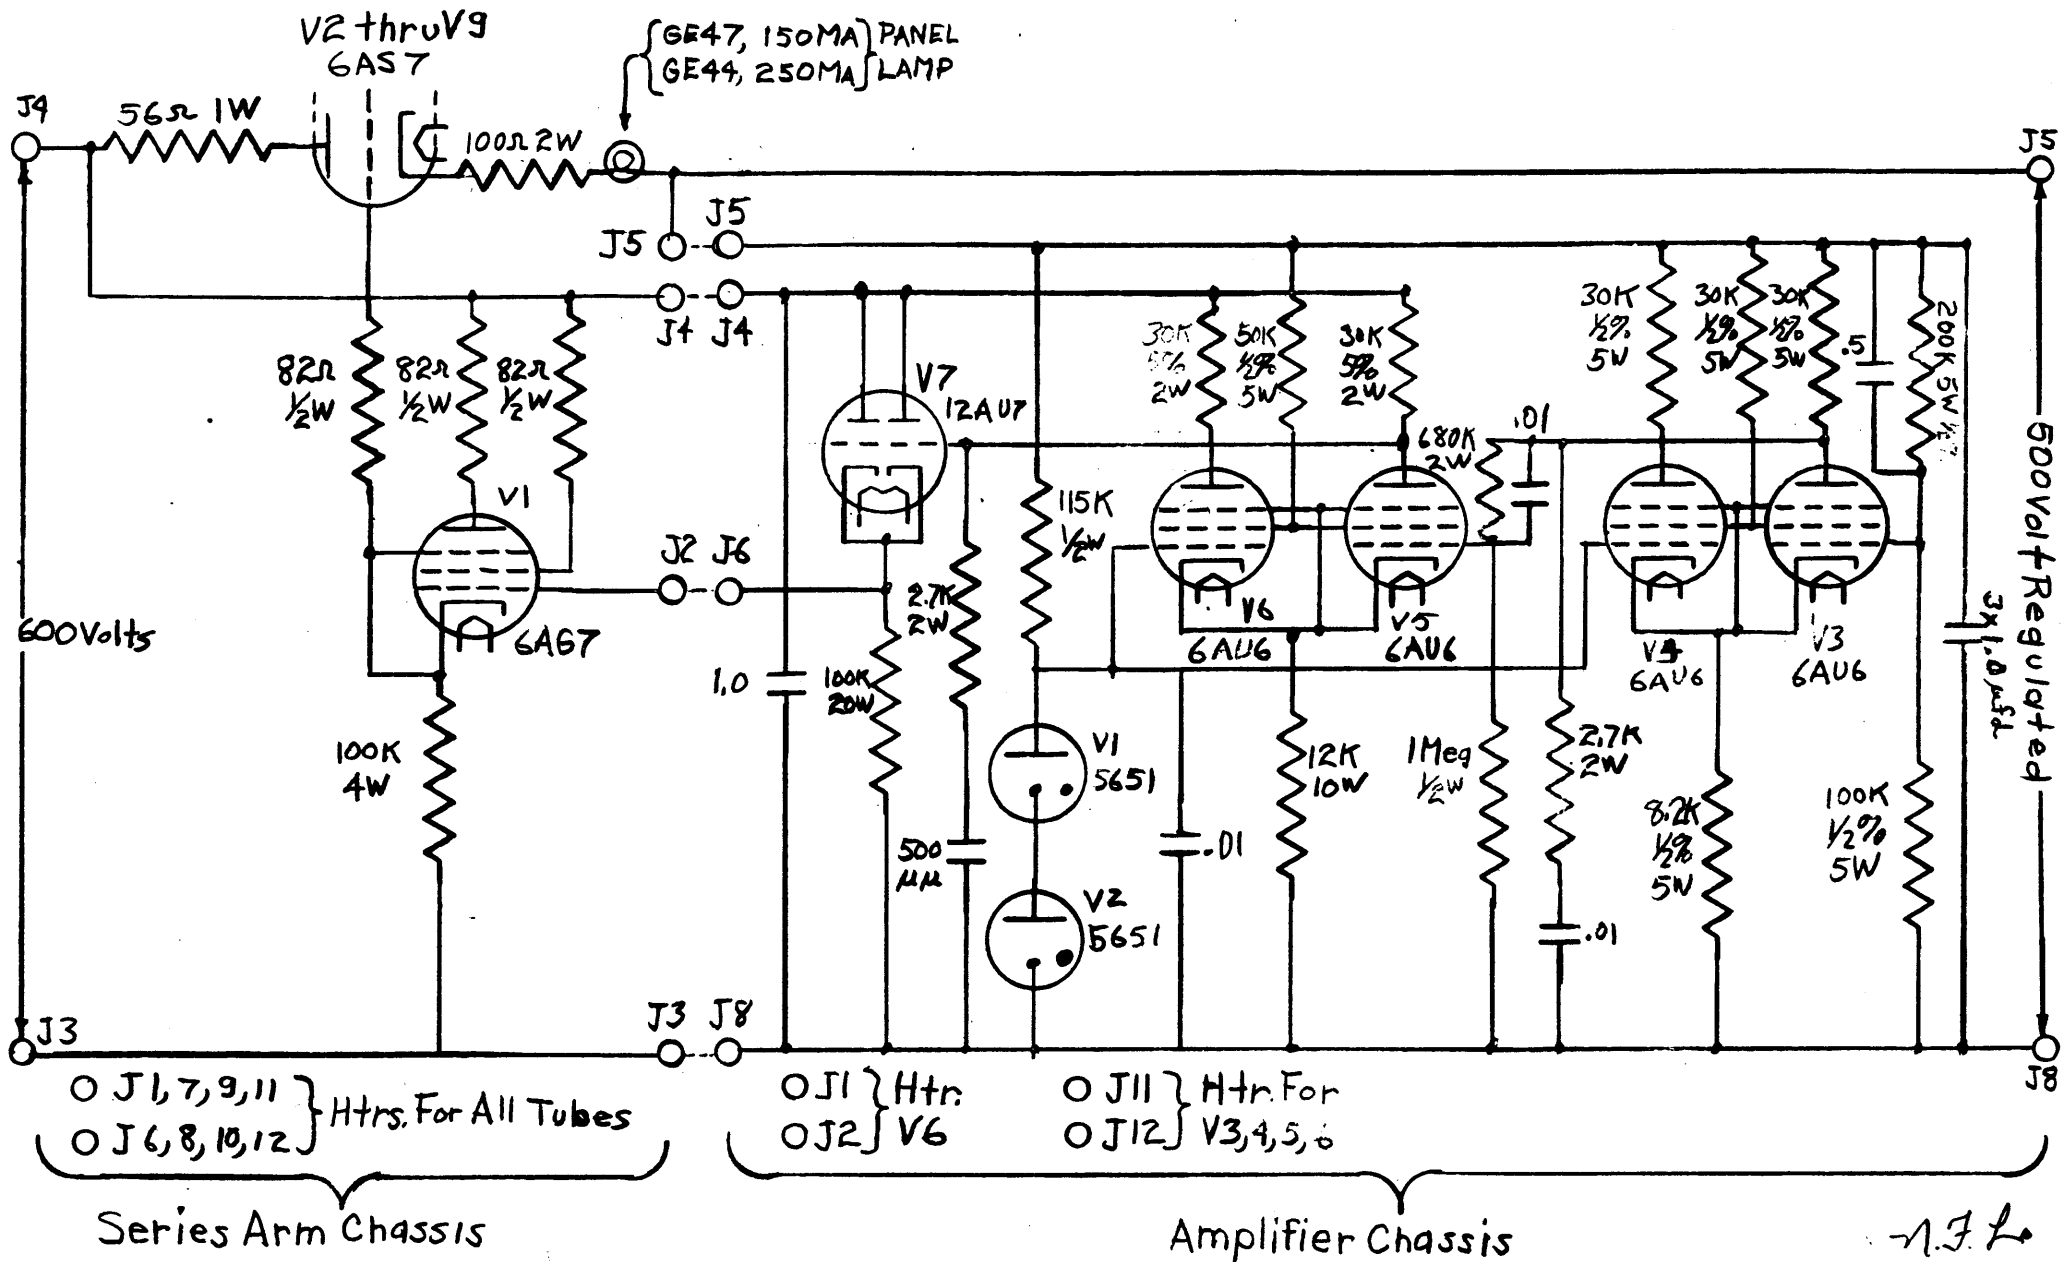 V2 thru V9
6AS7
{GE47, 150MA} PANEL
{GE44, 250MA} LAMP
J4
56Ω 1W
100Ω 2W
J5
J5
J5
J4
J4
82Ω
½W
82Ω
½W
82Ω
½W
V7
12AU7
30K
5%
2W
50K
½%
5W
30K
5%
2W
30K
½%
5W
30K
½%
5W
30K
½%
5W
.5
200K 5W ½%
680K
2W
.01
V1
6AG7
J2
J6
115K
½W
2.7K
2W
V6
6AU6
V5
6AU6
V4
6AU6
V3
6AU6
600 Volts
500 Volt Regulated
3x1.0 μfd
1.0
100K
20W
100K
4W
V1
5651
12K
10W
1Meg
½W
2.7K
2W
8.2K
½%
5W
100K
½%
5W
500
μμ
.01
V2
5651
.01
J3
J3
J8
J8
J1, 7, 9, 11
J6, 8, 10, 12
} Htrs. For All Tubes
J1 } Htr.
J2 } V6
J11 } Htr. For
J12 } V3, 4, 5, 6
Series Arm Chassis
Amplifier Chassis